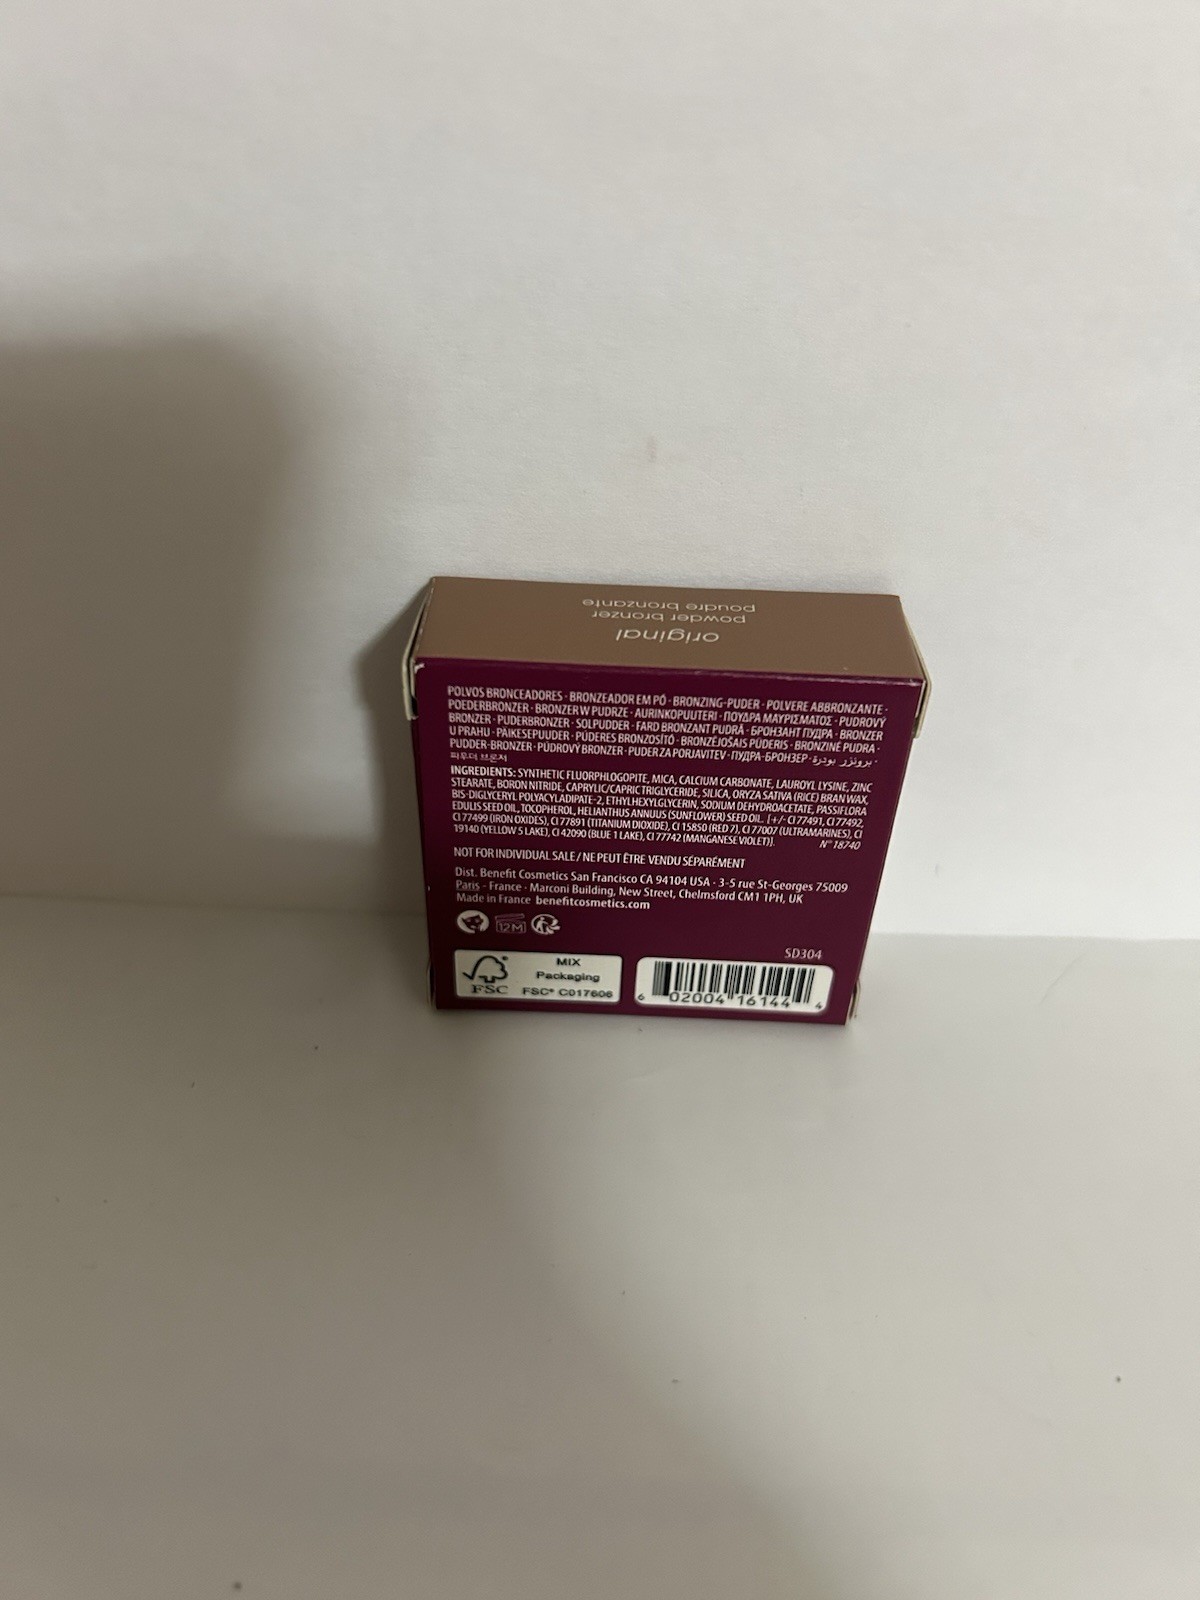 original
powder bronzer
poudre bronzante
POLVOS BRONCEADORES · BRONZEADOR EM PÓ · BRONZING-PUDER · POLVERE ABBRONZANTE ·
POEDERBRONZER · BRONZER W PUDRZE · AURINKOPUUTERI · ΠΟΥΔΡΑ ΜΑΥΡΙΣΜΑΤΟΣ · PUDROVÝ
BRONZER · PUDERBRONZER · SOLPUDDER · FARD BRONZANT PUDRĂ · БРОНЗАНТ ПУДРА · BRONZER
U PRAHU · PÄIKESEPUUDER · PÚDERES BRONZOSÍTÓ · BRONZĒJOŠAIS PŪDERIS · BRONZINĖ PUDRA ·
PUDDER-BRONZER · PÚDROVÝ BRONZER · PUDER ZA PORJAVITEV · ПУДРА-БРОНЗЕР · برونزر بودرة ·
파우더 브론저
INGREDIENTS: SYNTHETIC FLUORPHLOGOPITE, MICA, CALCIUM CARBONATE, LAUROYL LYSINE, ZINC
STEARATE, BORON NITRIDE, CAPRYLIC/CAPRIC TRIGLYCERIDE, SILICA, ORYZA SATIVA (RICE) BRAN WAX,
BIS-DIGLYCERYL POLYACYLADIPATE-2, ETHYLHEXYLGLYCERIN, SODIUM DEHYDROACETATE, PASSIFLORA
EDULIS SEED OIL, TOCOPHEROL, HELIANTHUS ANNUUS (SUNFLOWER) SEED OIL. [+/- CI 77491, CI 77492,
CI 77499 (IRON OXIDES), CI 77891 (TITANIUM DIOXIDE), CI 15850 (RED 7), CI 77007 (ULTRAMARINES), CI
19140 (YELLOW 5 LAKE), CI 42090 (BLUE 1 LAKE), CI 77742 (MANGANESE VIOLET)]. N° 18740
NOT FOR INDIVIDUAL SALE / NE PEUT ÊTRE VENDU SÉPARÉMENT
Dist. Benefit Cosmetics San Francisco CA 94104 USA · 3-5 rue St-Georges 75009
Paris - France · Marconi Building, New Street, Chelmsford CM1 1PH, UK
Made in France benefitcosmetics.com
12M
SD304
FSC
MIX
Packaging
FSC® C017606
6 02004 16144 4